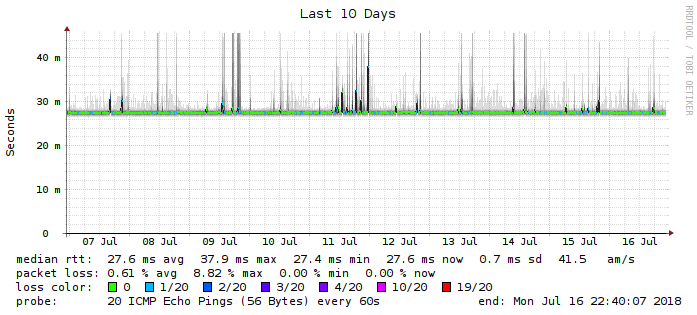 Last 10 Days
RRDTOOL / TOBI OETIKER
Seconds
40 m
30 m
20 m
10 m
0
07 Jul 08 Jul 09 Jul 10 Jul 11 Jul 12 Jul 13 Jul 14 Jul 15 Jul 16 Jul
median rtt: 27.6 ms avg 37.9 ms max 27.4 ms min 27.6 ms now 0.7 ms sd 41.5 am/s
packet loss: 0.61 % avg 8.82 % max 0.00 % min 0.00 % now
loss color: 0 1/20 2/20 3/20 4/20 10/20 19/20
probe: 20 ICMP Echo Pings (56 Bytes) every 60s end: Mon Jul 16 22:40:07 2018